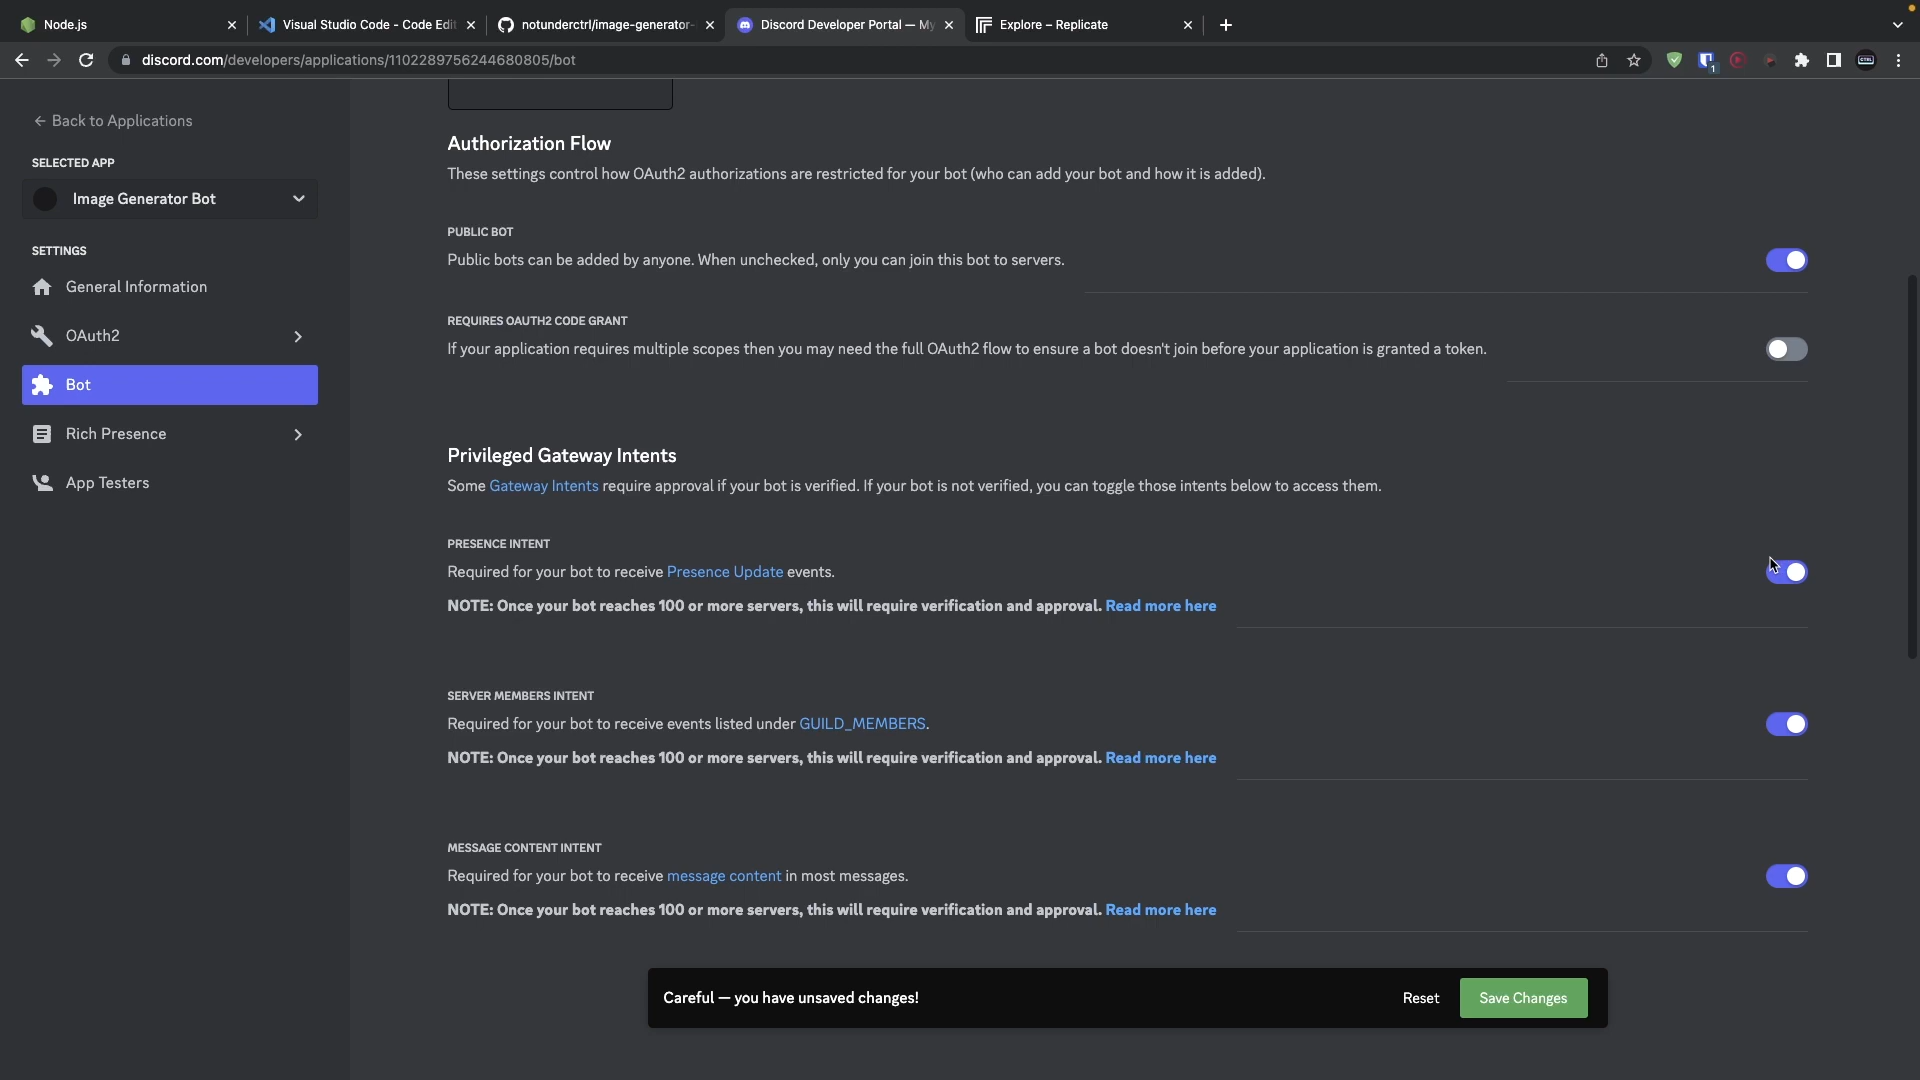 Node.js
Visual Studio Code - Code Edit
notunderctrl/image-generator-
Discord Developer Portal — My
Explore – Replicate
discord.com/developers/applications/1102289756244680805/bot
1
CTRL
← Back to Applications
SELECTED APP
Image Generator Bot
SETTINGS
General Information
OAuth2
Bot
Rich Presence
App Testers
Authorization Flow
These settings control how OAuth2 authorizations are restricted for your bot (who can add your bot and how it is added).
PUBLIC BOT
Public bots can be added by anyone. When unchecked, only you can join this bot to servers.
REQUIRES OAUTH2 CODE GRANT
If your application requires multiple scopes then you may need the full OAuth2 flow to ensure a bot doesn't join before your application is granted a token.
Privileged Gateway Intents
Some Gateway Intents require approval if your bot is verified. If your bot is not verified, you can toggle those intents below to access them.
PRESENCE INTENT
Required for your bot to receive Presence Update events.
NOTE: Once your bot reaches 100 or more servers, this will require verification and approval. Read more here
SERVER MEMBERS INTENT
Required for your bot to receive events listed under GUILD_MEMBERS.
NOTE: Once your bot reaches 100 or more servers, this will require verification and approval. Read more here
MESSAGE CONTENT INTENT
Required for your bot to receive message content in most messages.
NOTE: Once your bot reaches 100 or more servers, this will require verification and approval. Read more here
Careful — you have unsaved changes!
Reset
Save Changes